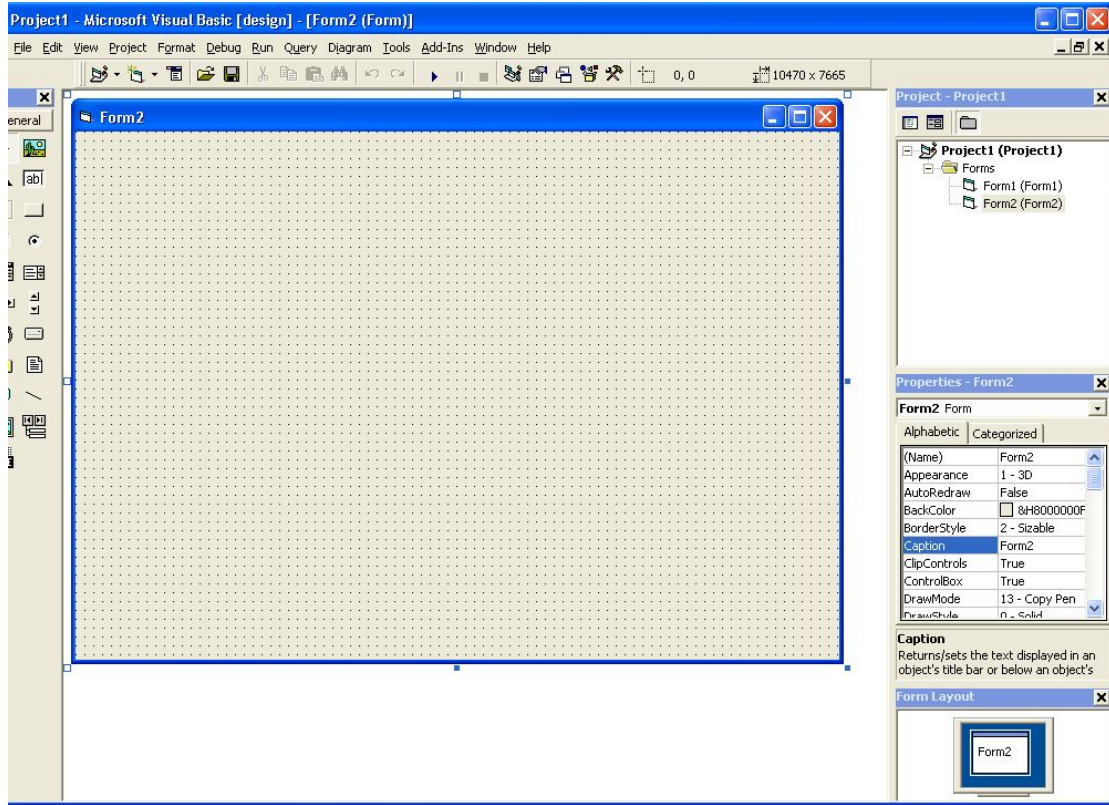 Project1 - Microsoft Visual Basic [design] - [Form2 (Form)]
File Edit View Project Format Debug Run Query Diagram Tools Add-Ins Window Help
0, 0 10470 x 7665
eneral
ab|
Form2
Project - Project1
Project1 (Project1)
Forms
Form1 (Form1)
Form2 (Form2)
Properties - Form2
Form2 Form
Alphabetic Categorized
(Name) Form2
Appearance 1 - 3D
AutoRedraw False
BackColor &H8000000F
BorderStyle 2 - Sizable
Caption Form2
ClipControls True
ControlBox True
DrawMode 13 - Copy Pen
DrawStyle 0 - Solid
Caption
Returns/sets the text displayed in an
object's title bar or below an object's
Form Layout
Form2